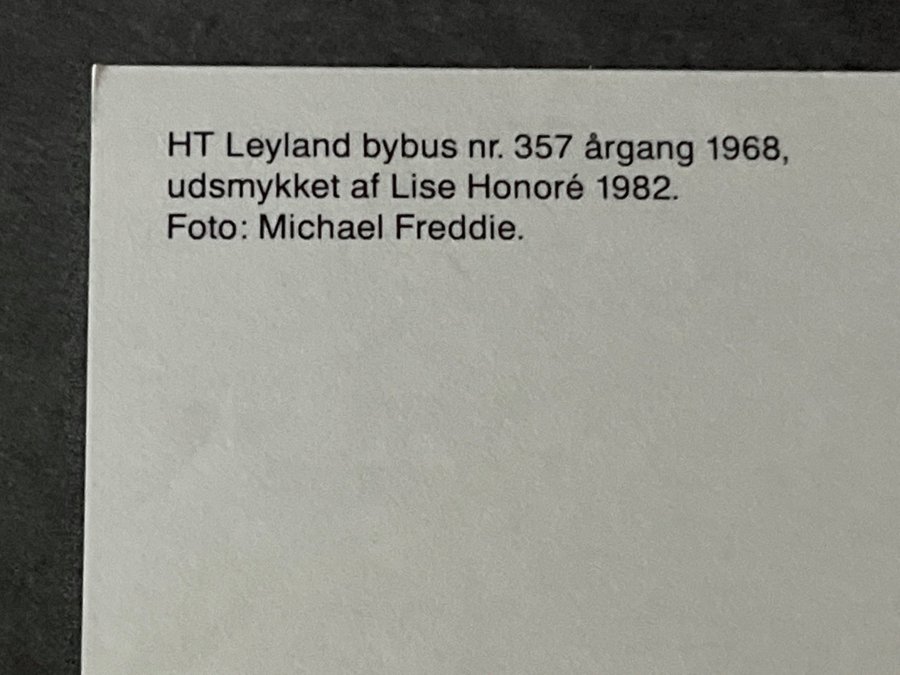 HT Leyland bybus nr. 357 årgang 1968,
udsmykket af Lise Honoré 1982.
Foto: Michael Freddie.